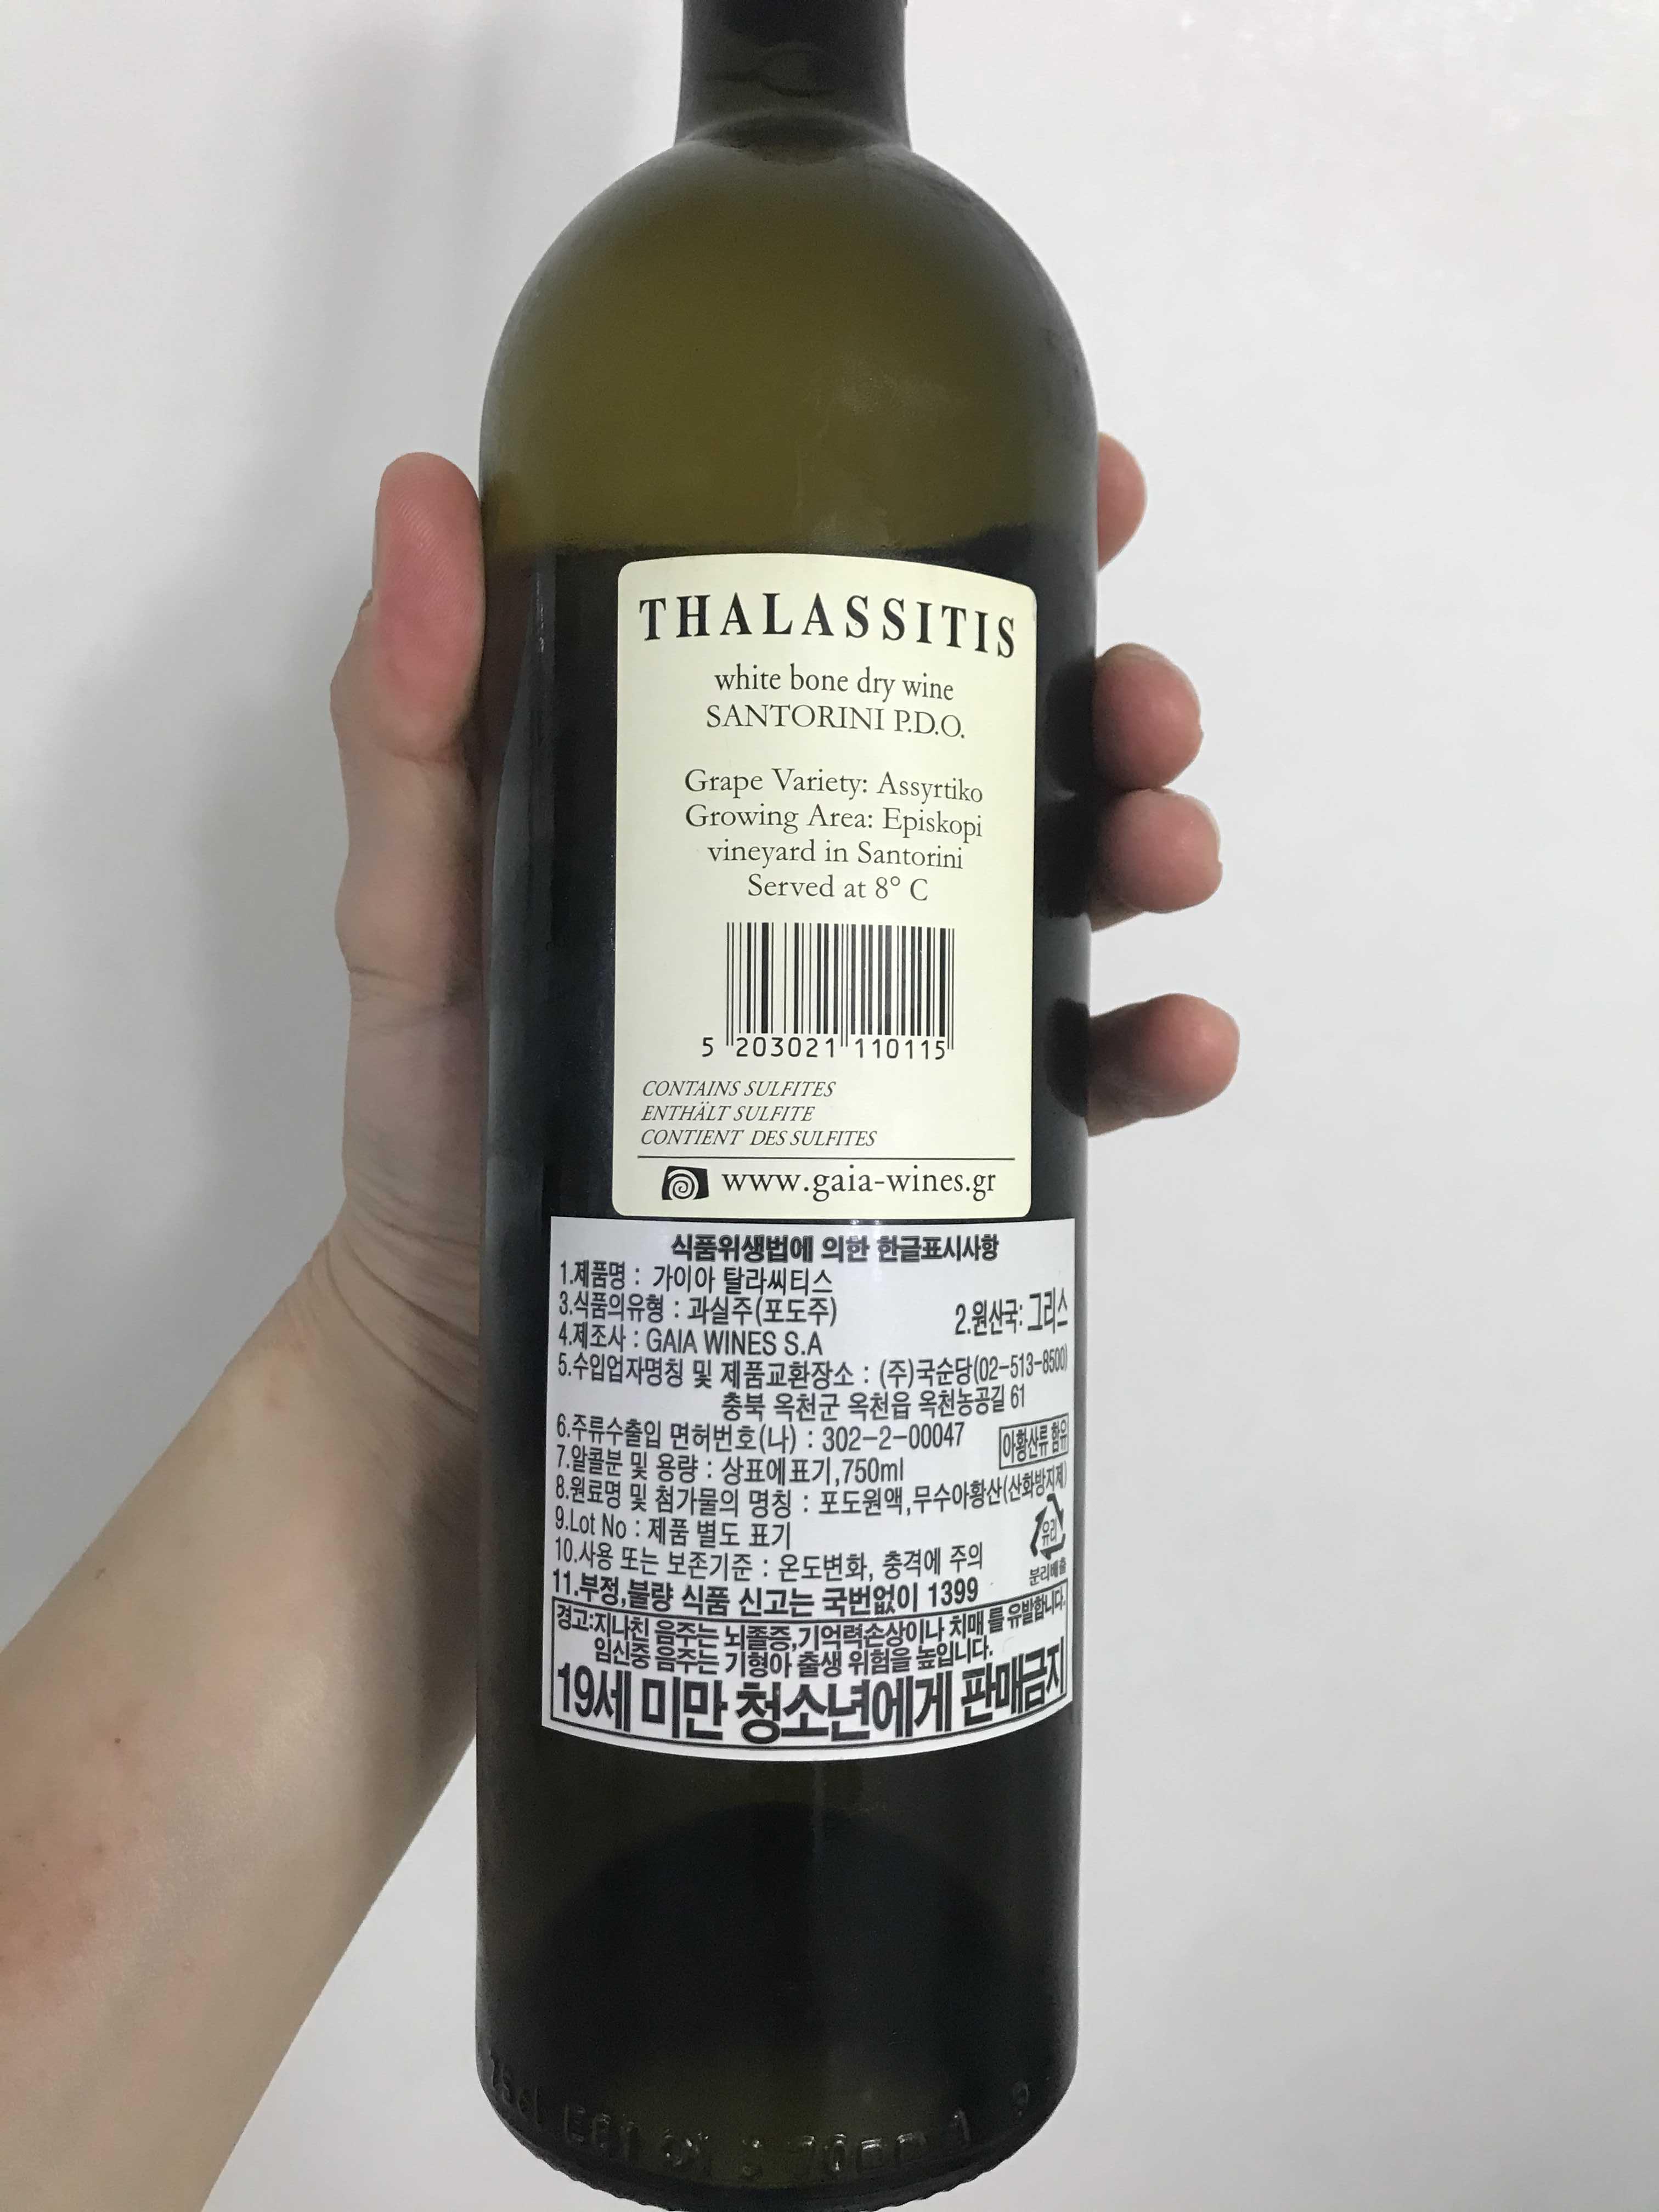 THALASSITIS
white bone dry wine
SANTORINI P.D.O.
Grape Variety: Assyrtiko
Growing Area: Episkopi
vineyard in Santorini
Served at 8° C
5 203021 110115
CONTAINS SULFITES
ENTHÄLT SULFITE
CONTIENT DES SULFITES
www.gaia-wines.gr
식품위생법에 의한 한글표시사항
1.제품명 : 가이아 탈라씨티스
2.원산국: 그리스
3.식품의유형 : 과실주(포도주)
4.제조사 : GAIA WINES S.A
5.수입업자명칭 및 제품교환장소 : (주)국순당(02-513-8500)
충북 옥천군 옥천읍 옥천농공길 61
6.주류수출입 면허번호(나) : 302-2-00047
아황산류 함유
7.알콜분 및 용량 : 상표에표기,750ml
8.원료명 및 첨가물의 명칭 : 포도원액,무수아황산(산화방지제)
9.Lot No : 제품 별도 표기
유리
분리배출
10.사용 또는 보존기준 : 온도변화, 충격에 주의
11.부정,불량 식품 신고는 국번없이 1399
경고:지나친 음주는 뇌졸증,기억력손상이나 치매를 유발합니다.
임신중 음주는 기형아 출생 위험을 높입니다.
19세 미만 청소년에게 판매금지